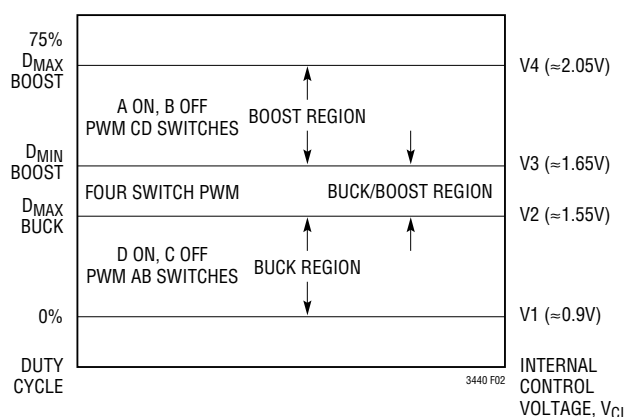 75%
DMAX
BOOST
V4 (≈2.05V)
A ON, B OFF
PWM CD SWITCHES
BOOST REGION
DMIN
BOOST
V3 (≈1.65V)
FOUR SWITCH PWM
BUCK/BOOST REGION
DMAX
BUCK
V2 (≈1.55V)
D ON, C OFF
PWM AB SWITCHES
BUCK REGION
0%
V1 (≈0.9V)
DUTY
CYCLE
3440 F02
INTERNAL
CONTROL
VOLTAGE,